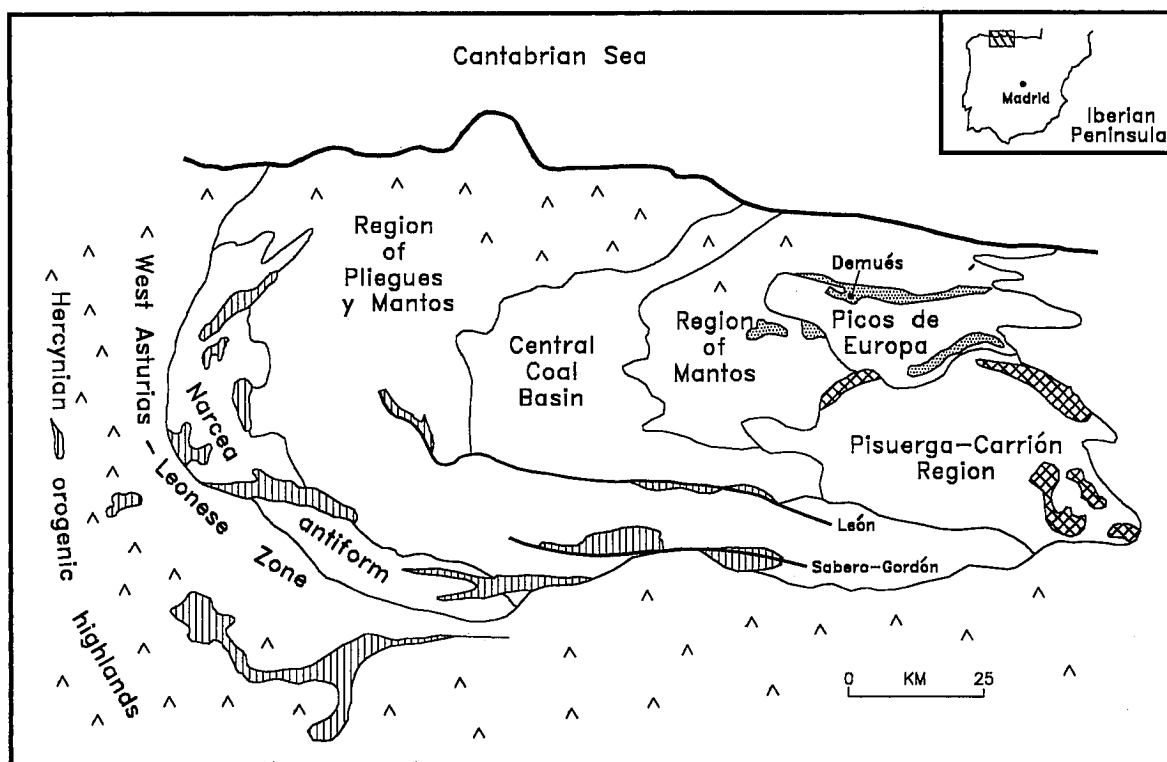 Cantabrian Sea
Madrid
Iberian
Peninsula
Region
of
Pliegues
y Mantos
Central
Coal
Basin
Region
of
Mantos
Demués
Picos de
Europa
Pisuerga-Carrión
Region
West Asturias - Leonese Zone
Hercynian orogenic highlands
Narcea
antiform
León
Sabero-Gordón
0 KM 25